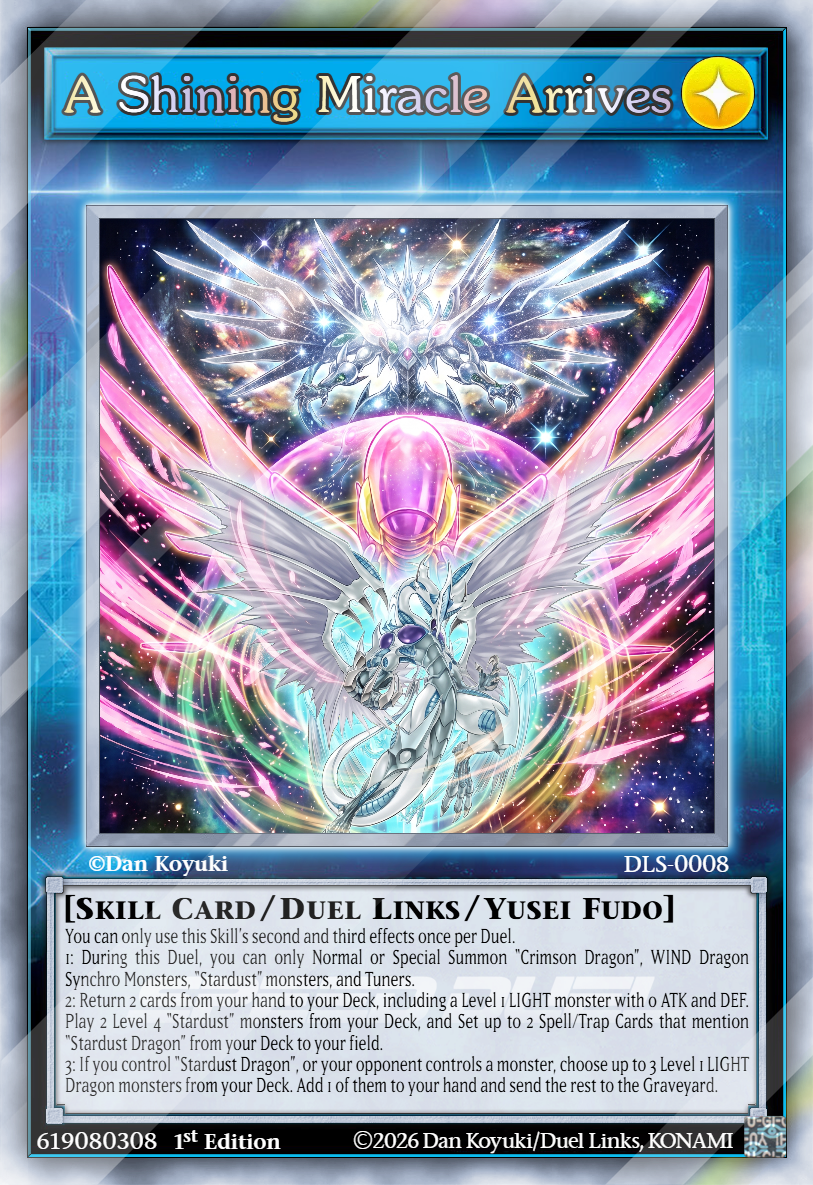 A Shining Miracle Arrives
©Dan Koyuki DLS-0008
[Skill Card/Duel Links/Yusei Fudo]
You can only use this Skill's second and third effects once per Duel.
1: During this Duel, you can only Normal or Special Summon "Crimson Dragon", WIND Dragon
Synchro Monsters, "Stardust" monsters, and Tuners.
2: Return 2 cards from your hand to your Deck, including a Level 1 LIGHT monster with 0 ATK and DEF.
Play 2 Level 4 "Stardust" monsters from your Deck, and Set up to 2 Spell/Trap Cards that mention
"Stardust Dragon" from your Deck to your field.
3: If you control "Stardust Dragon", or your opponent controls a monster, choose up to 3 Level 1 LIGHT
Dragon monsters from your Deck. Add 1 of them to your hand and send the rest to the Graveyard.
619080308 1st Edition ©2026 Dan Koyuki/Duel Links, KONAMI